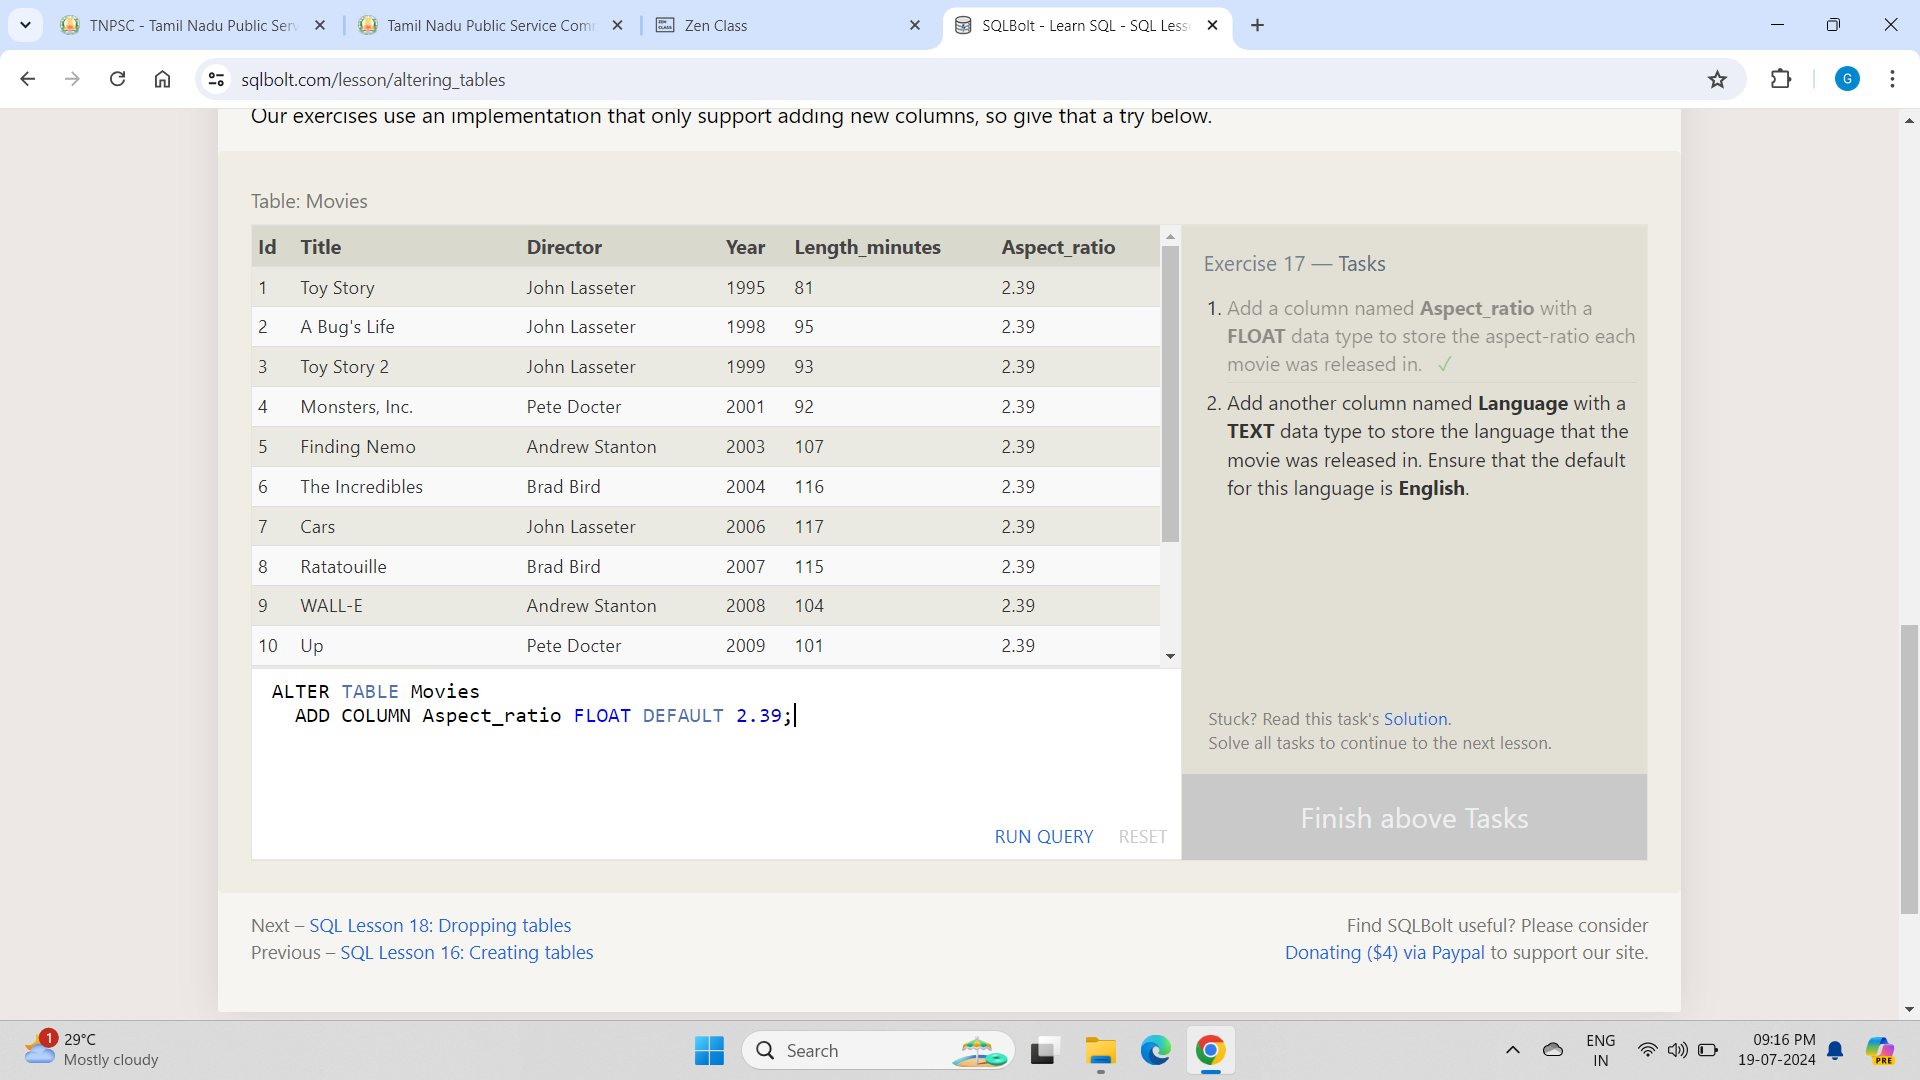 TNPSC - Tamil Nadu Public Serv
Tamil Nadu Public Service Comm
Zen Class
SQLBolt - Learn SQL - SQL Less
sqlbolt.com/lesson/altering_tables
G
Our exercises use an implementation that only support adding new columns, so give that a try below.
Table: Movies
Id Title Director Year Length_minutes Aspect_ratio
1 Toy Story John Lasseter 1995 81 2.39
2 A Bug's Life John Lasseter 1998 95 2.39
3 Toy Story 2 John Lasseter 1999 93 2.39
4 Monsters, Inc. Pete Docter 2001 92 2.39
5 Finding Nemo Andrew Stanton 2003 107 2.39
6 The Incredibles Brad Bird 2004 116 2.39
7 Cars John Lasseter 2006 117 2.39
8 Ratatouille Brad Bird 2007 115 2.39
9 WALL-E Andrew Stanton 2008 104 2.39
10 Up Pete Docter 2009 101 2.39
ALTER TABLE Movies
ADD COLUMN Aspect_ratio FLOAT DEFAULT 2.39;
RUN QUERY RESET
Exercise 17 — Tasks
1. Add a column named Aspect_ratio with a
FLOAT data type to store the aspect-ratio each
movie was released in. ✓
2. Add another column named Language with a
TEXT data type to store the language that the
movie was released in. Ensure that the default
for this language is English.
Stuck? Read this task's Solution.
Solve all tasks to continue to the next lesson.
Finish above Tasks
Next – SQL Lesson 18: Dropping tables
Previous – SQL Lesson 16: Creating tables
Find SQLBolt useful? Please consider
Donating ($4) via Paypal to support our site.
1
29°C
Mostly cloudy
Search
ENG
IN
09:16 PM
19-07-2024
PRE